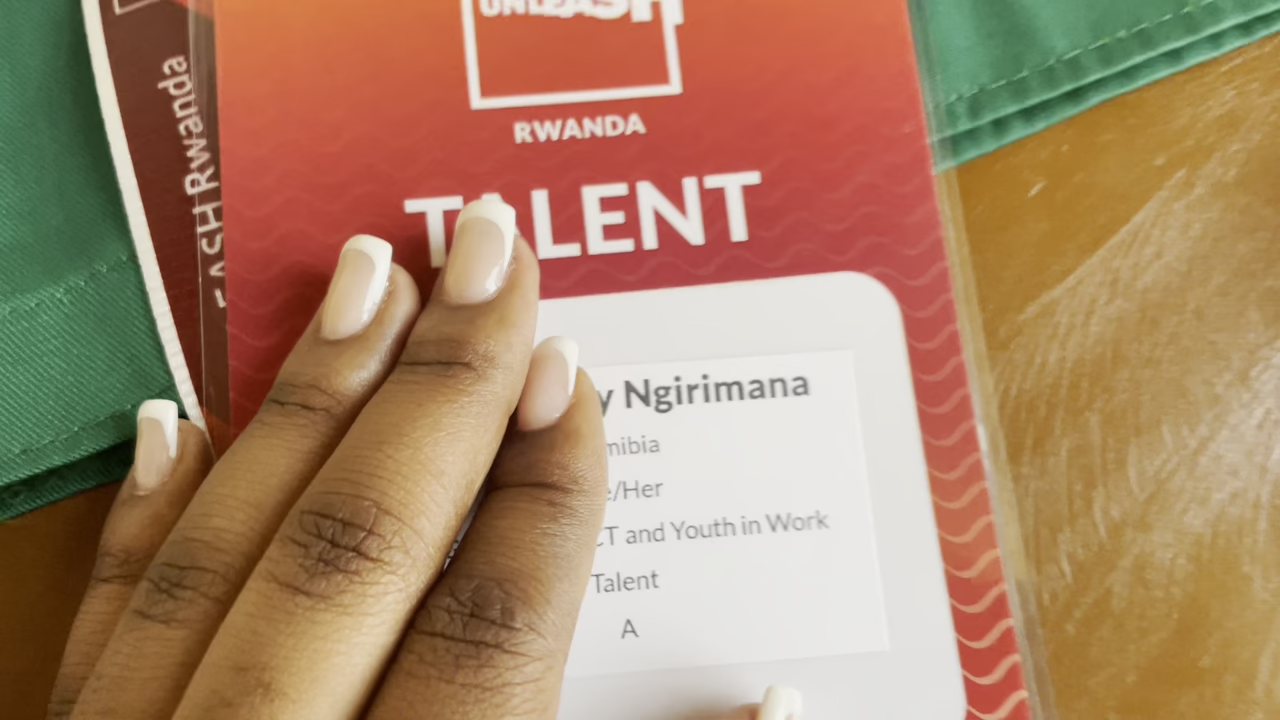 UNLEASH
RWANDA
TALENT
EASH Rwanda
y Ngirimana
mibia
e/Her
CT and Youth in Work
Talent
A